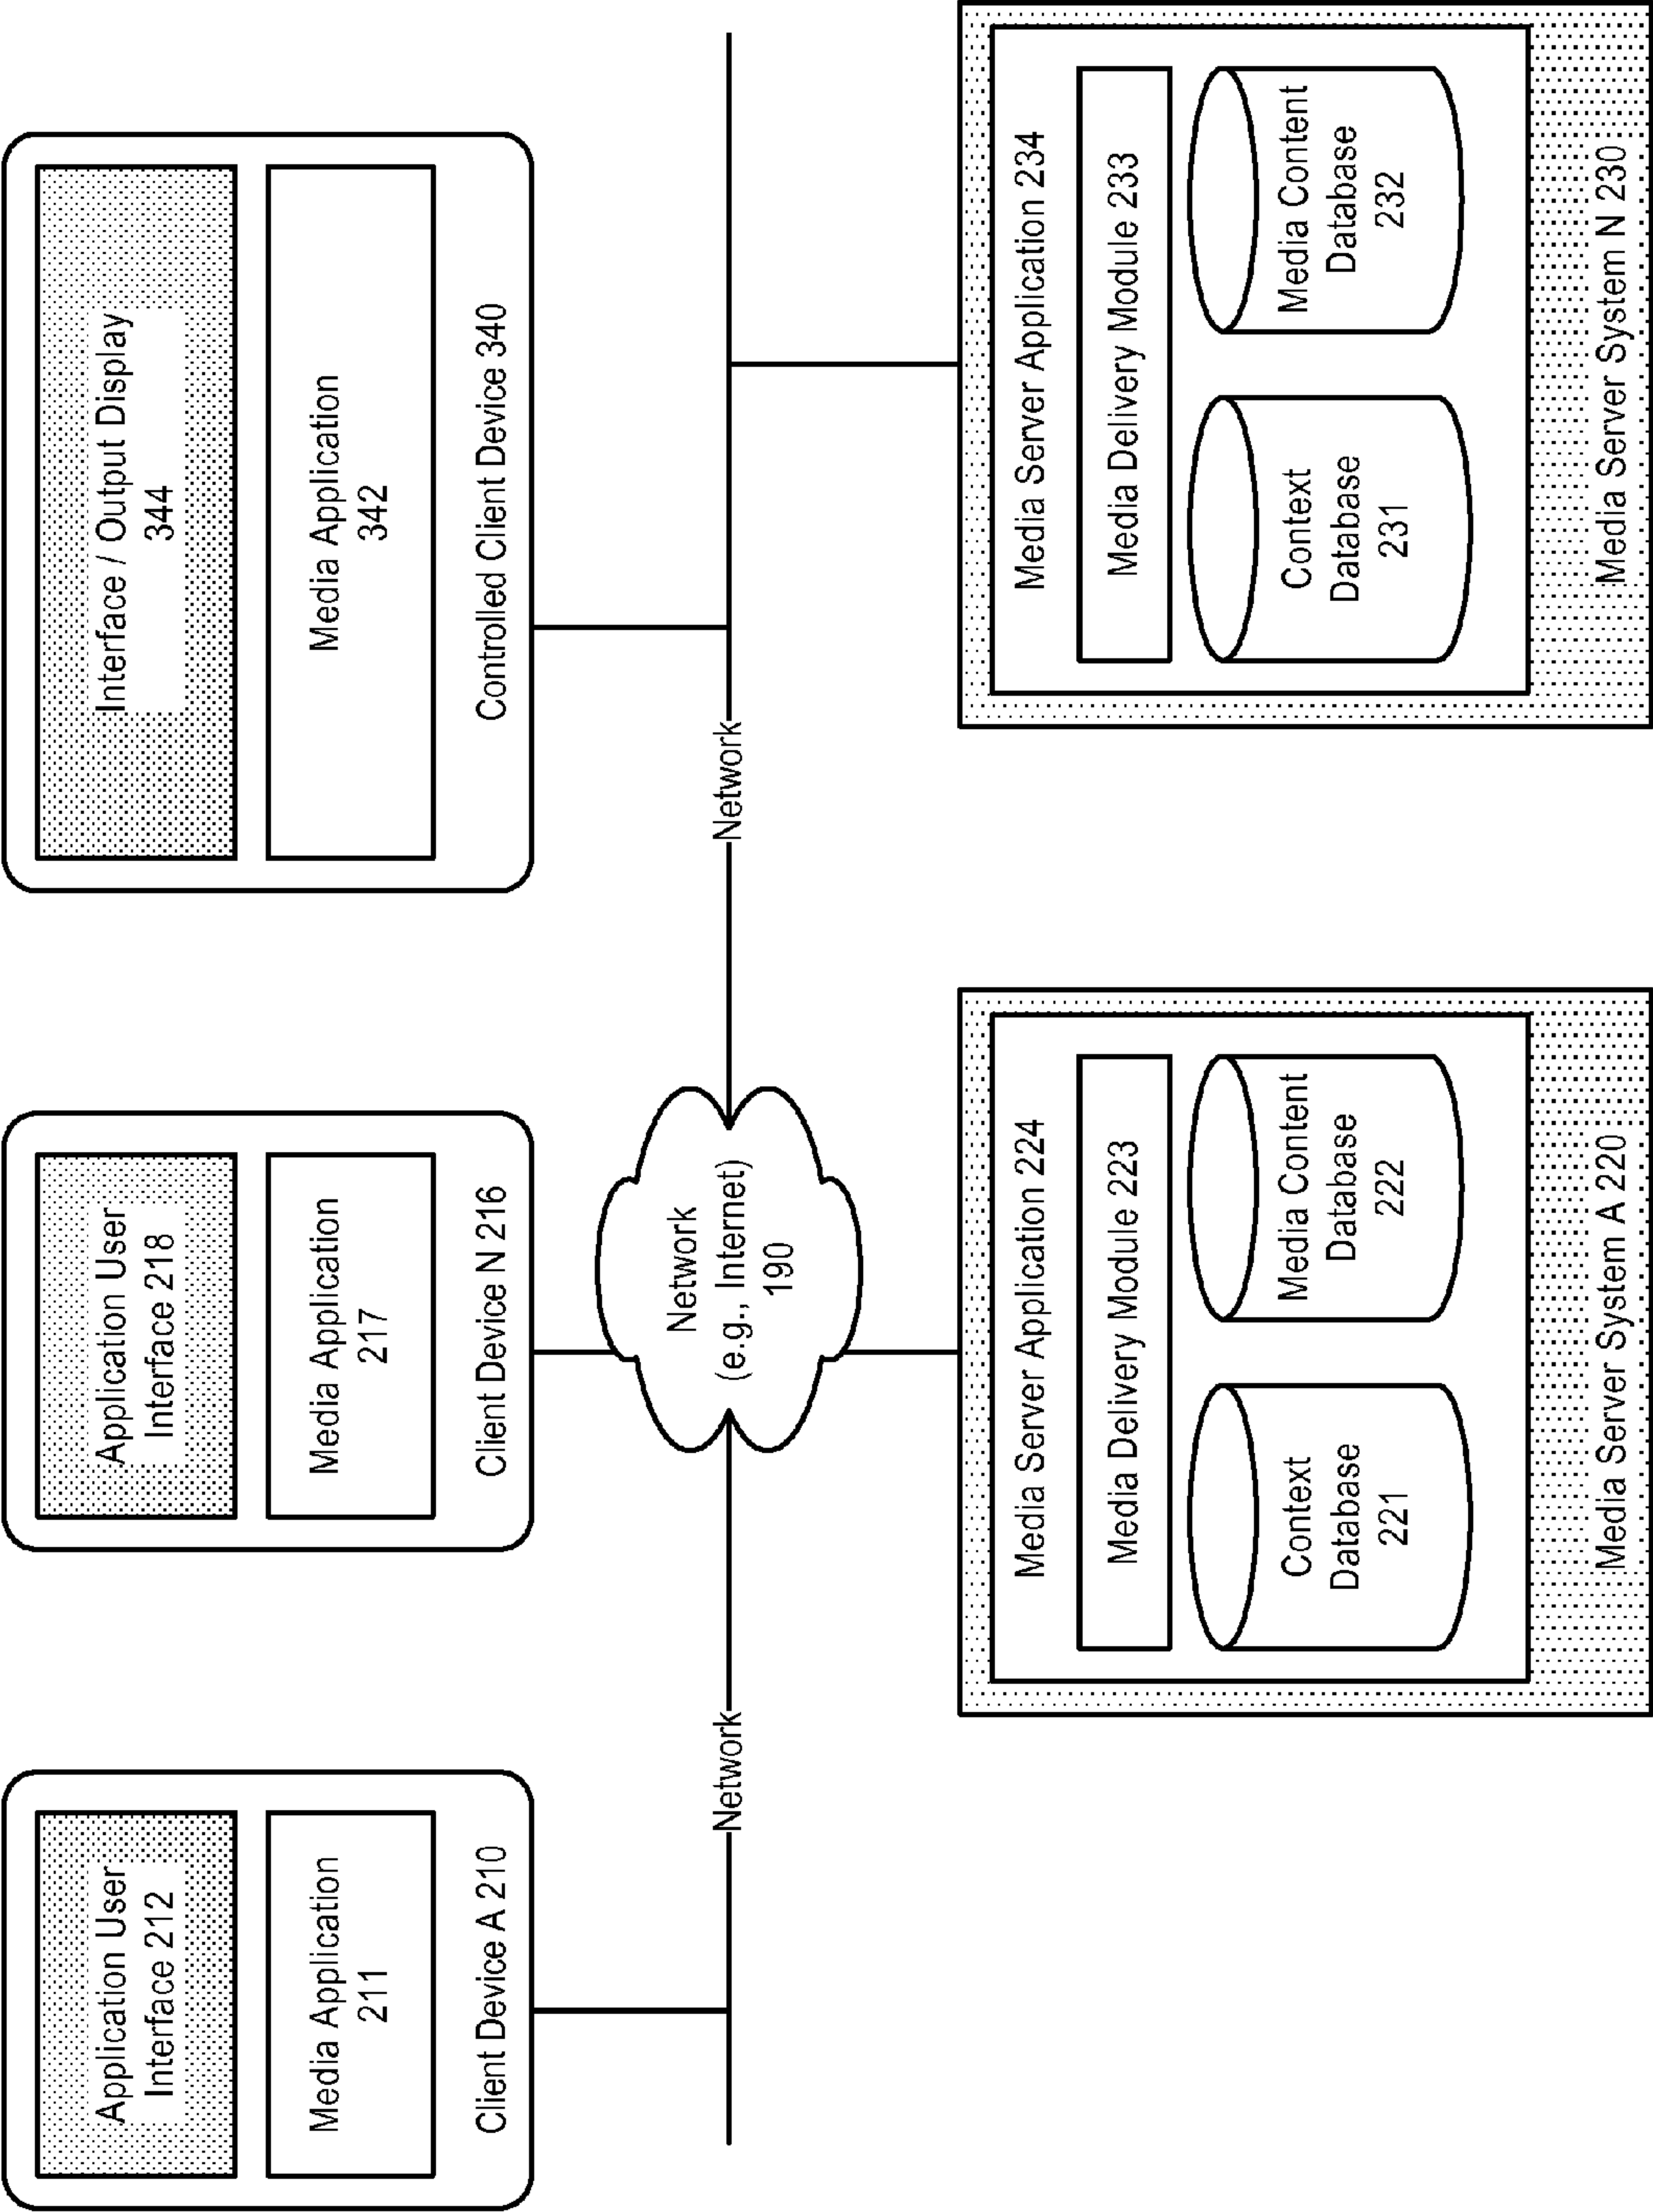 Application User
Interface 212
Media Application
211
Client Device A 210
Application User
Interface 218
Media Application
217
Client Device N 216
Interface / Output Display
344
Media Application
342
Controlled Client Device 340
Network
Network
(e.g., Internet)
190
Network
Media Server Application 224
Media Delivery Module 223
Context
Database
221
Media Content
Database
222
Media Server System A 220
Media Server Application 234
Media Delivery Module 233
Context
Database
231
Media Content
Database
232
Media Server System N 230